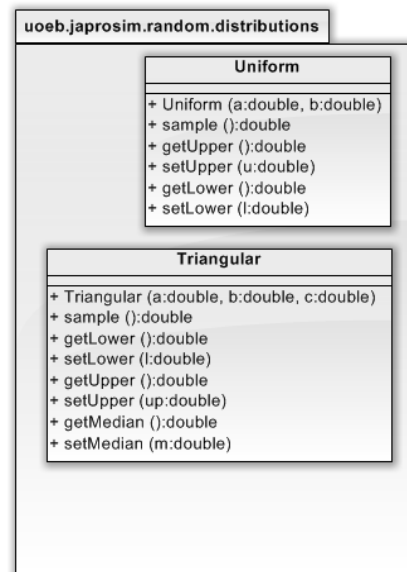 uoeb.japrosim.random.distributions
Uniform
+ Uniform (a:double, b:double)
+ sample ():double
+ getUpper ():double
+ setUpper (u:double)
+ getLower ():double
+ setLower (l:double)
Triangular
+ Triangular (a:double, b:double, c:double)
+ sample ():double
+ getLower ():double
+ setLower (l:double)
+ getUpper ():double
+ setUpper (up:double)
+ getMedian ():double
+ setMedian (m:double)